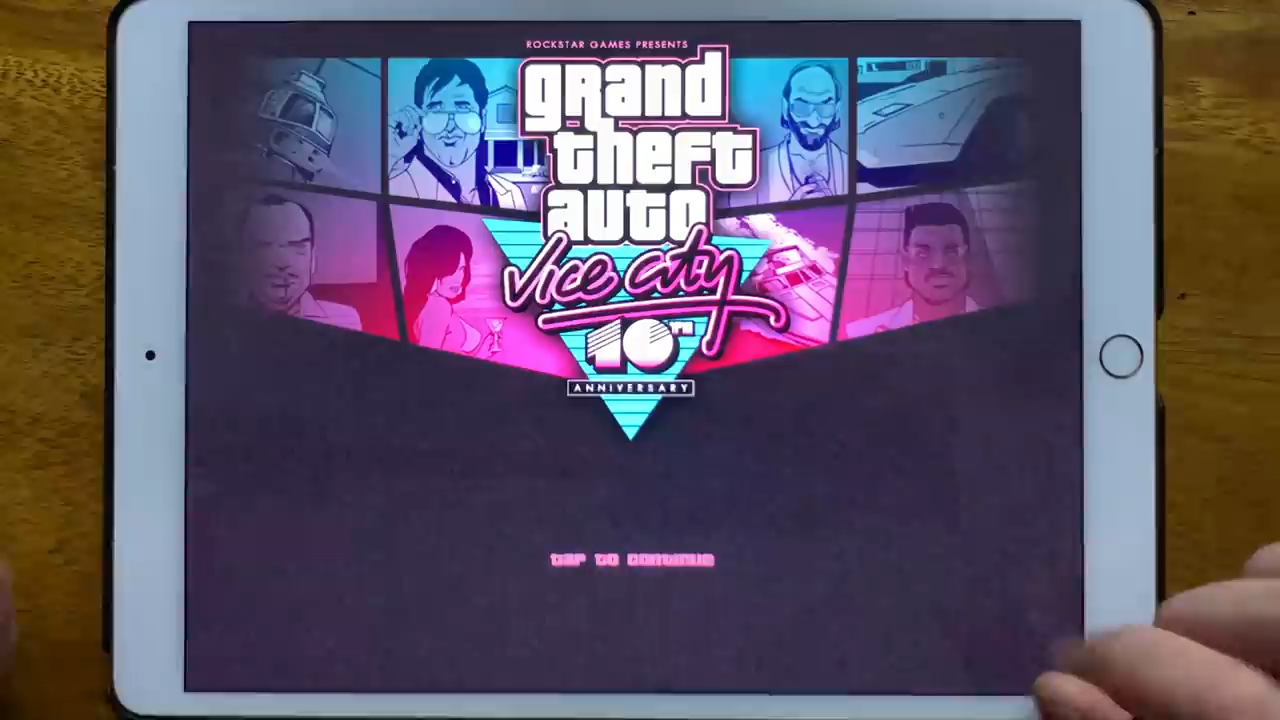 ROCKSTAR GAMES PRESENTS
grand
theft
auto
Vice City
10TH
ANNIVERSARY
tap to continue